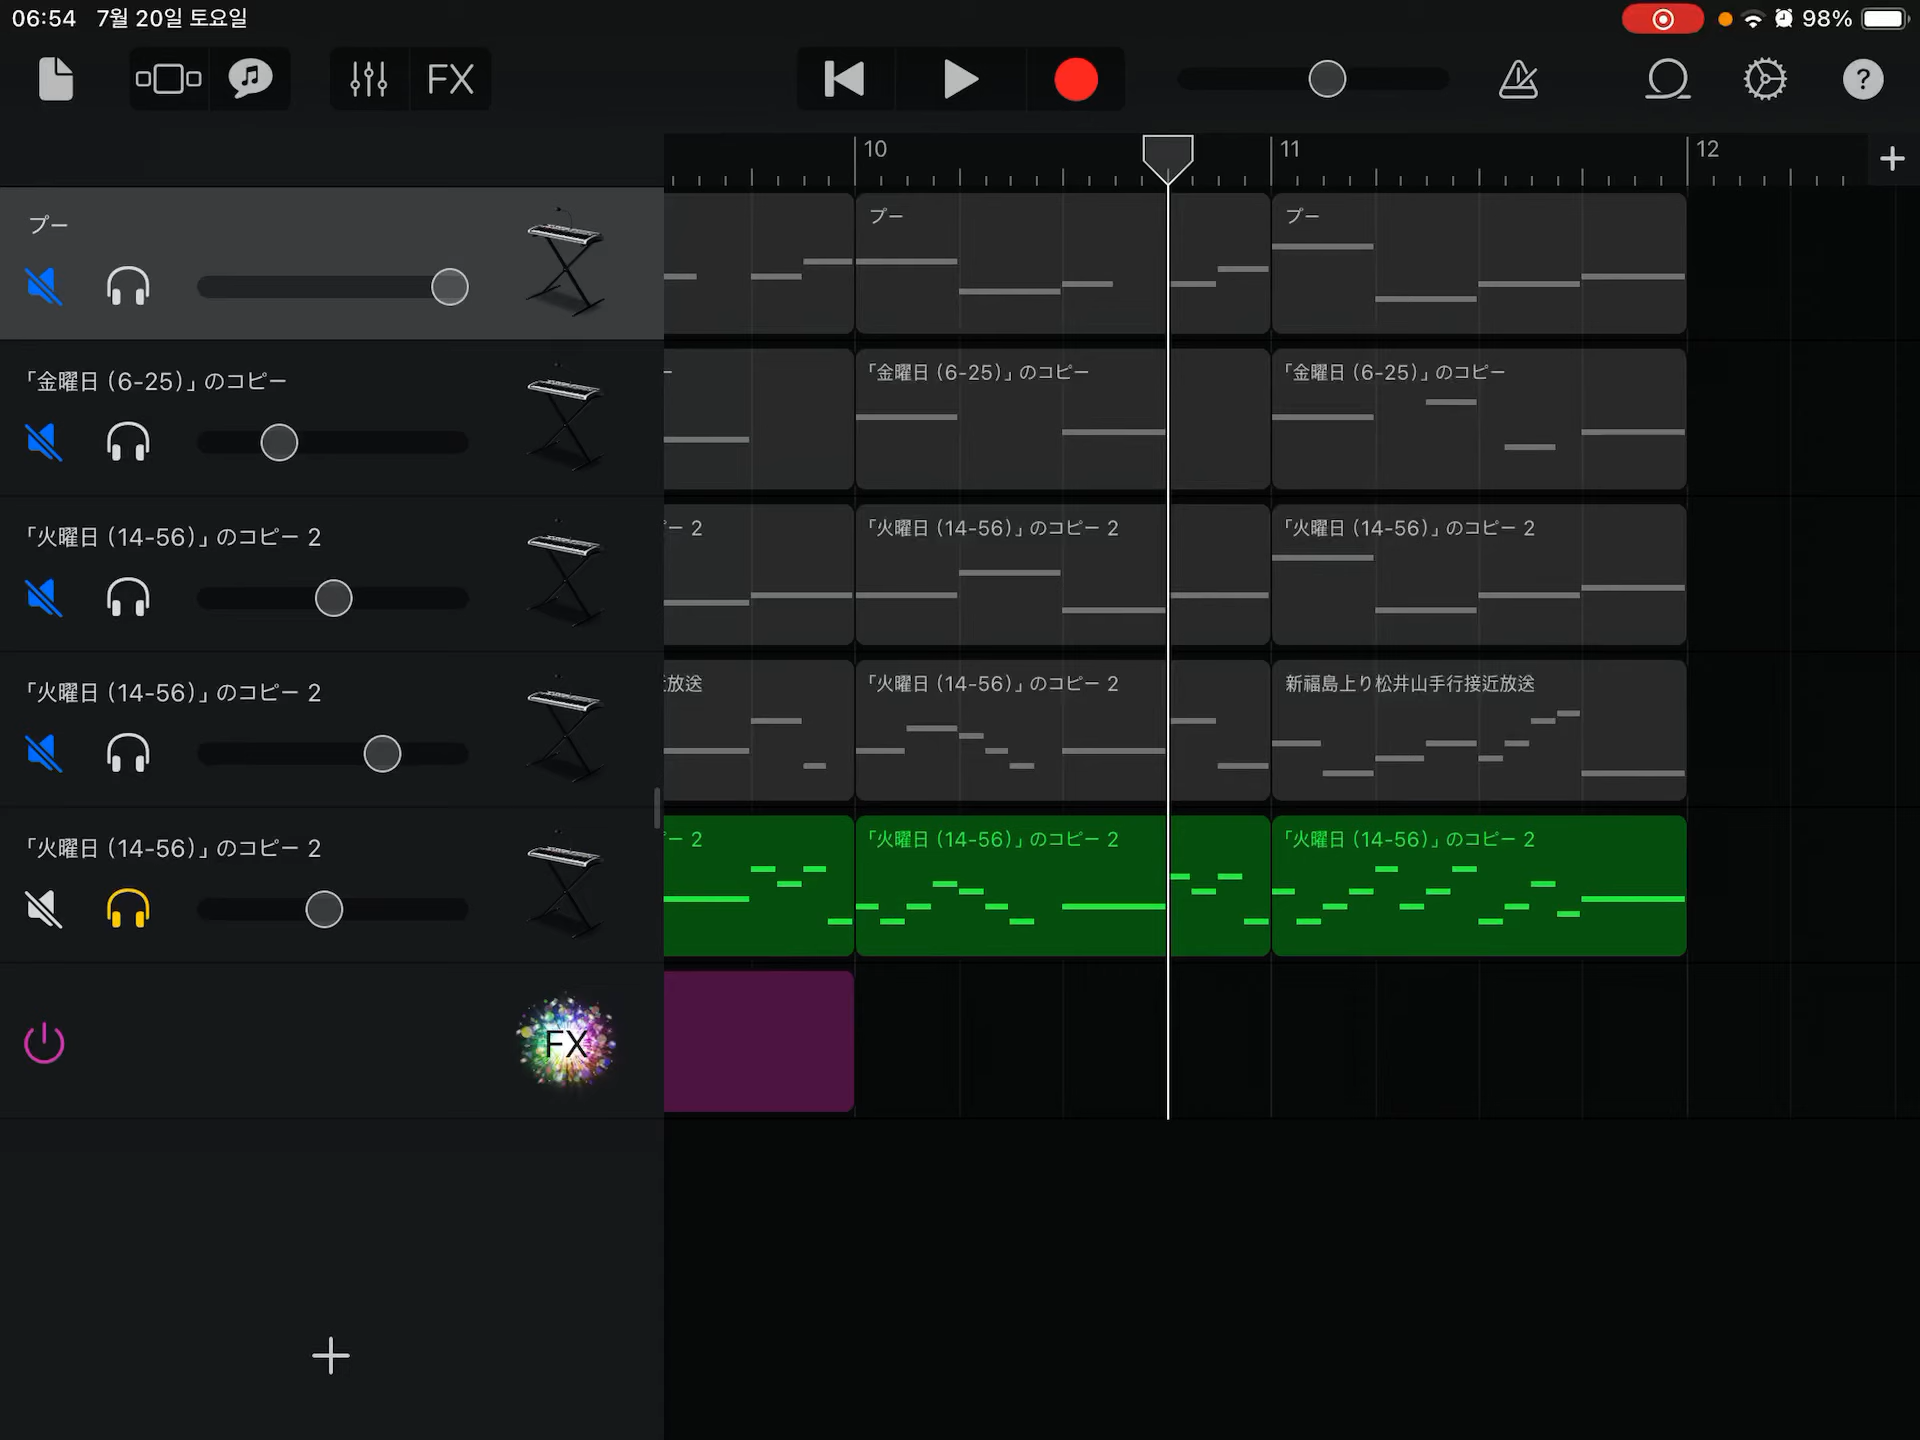 06:54 7월 20일 토요일
98%
FX
?
10
11
12
プー
プー
プー
「金曜日（6-25）」のコピー
ー
「金曜日（6-25）」のコピー
「金曜日（6-25）」のコピー
「火曜日（14-56）」のコピー 2
ー 2
「火曜日（14-56）」のコピー 2
「火曜日（14-56）」のコピー 2
「火曜日（14-56）」のコピー 2
放送
「火曜日（14-56）」のコピー 2
新福島上り松井山手行接近放送
「火曜日（14-56）」のコピー 2
ー 2
「火曜日（14-56）」のコピー 2
「火曜日（14-56）」のコピー 2
FX